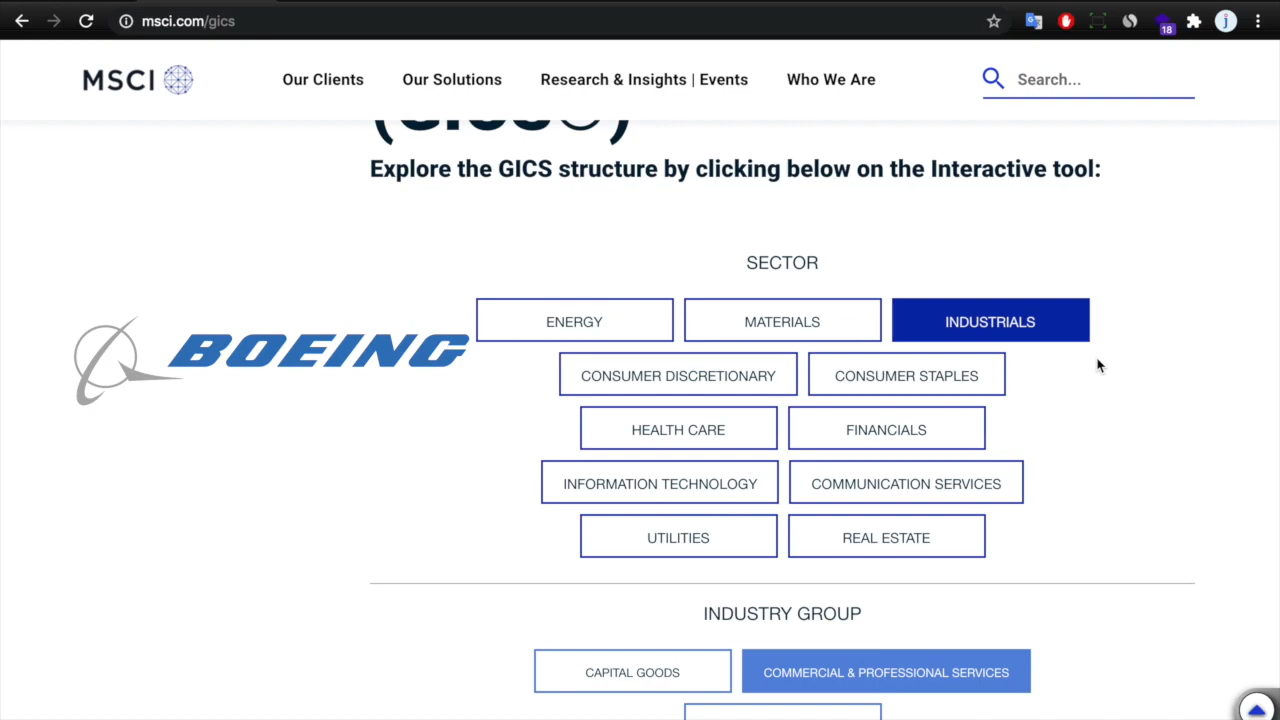 msci.com/gics
18
j
MSCI
Our Clients
Our Solutions
Research & Insights | Events
Who We Are
Search...
(GICS®)
Explore the GICS structure by clicking below on the Interactive tool:
SECTOR
BOEING
ENERGY
MATERIALS
INDUSTRIALS
CONSUMER DISCRETIONARY
CONSUMER STAPLES
HEALTH CARE
FINANCIALS
INFORMATION TECHNOLOGY
COMMUNICATION SERVICES
UTILITIES
REAL ESTATE
INDUSTRY GROUP
CAPITAL GOODS
COMMERCIAL & PROFESSIONAL SERVICES